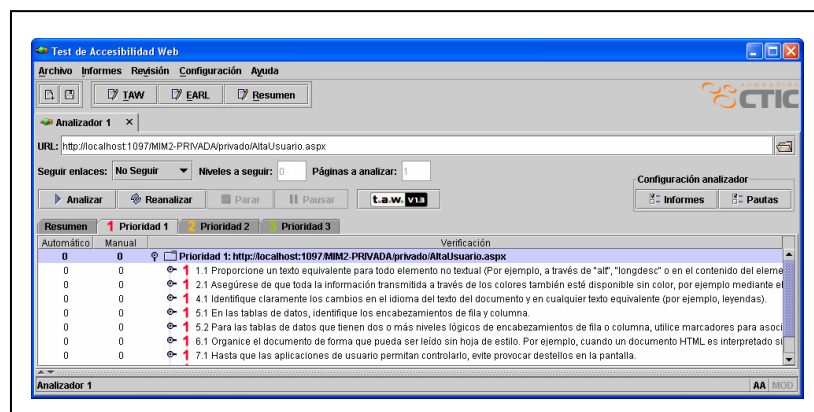 Test de Accesibilidad Web
Archivo Informes Revisión Configuración Ayuda
TAW EARL Resumen
FUNDACIÓN
CTIC
Analizador 1 ×
URL: http://localhost:1097/MIM2-PRIVADA/privado/AltaUsuario.aspx
Seguir enlaces: No Seguir Niveles a seguir: 0 Páginas a analizar: 1
Configuración analizador
Analizar Reanalizar Parar Pausar t.a.w. V1.3 Informes Pautas
Resumen 1 Prioridad 1 2 Prioridad 2 3 Prioridad 3
Automático Manual Verificación
0 0 Prioridad 1: http://localhost:1097/MIM2-PRIVADA/privado/AltaUsuario.aspx
0 0 1 1.1 Proporcione un texto equivalente para todo elemento no textual (Por ejemplo, a través de "alt", "longdesc" o en el contenido del eleme
0 0 1 2.1 Asegúrese de que toda la información transmitida a través de los colores también esté disponible sin color, por ejemplo mediante el
0 0 1 4.1 Identifique claramente los cambios en el idioma del texto del documento y en cualquier texto equivalente (por ejemplo, leyendas).
0 0 1 5.1 En las tablas de datos, identifique los encabezamientos de fila y columna.
0 0 1 5.2 Para las tablas de datos que tienen dos o más niveles lógicos de encabezamientos de fila o columna, utilice marcadores para asoci
0 0 1 6.1 Organice el documento de forma que pueda ser leído sin hoja de estilo. Por ejemplo, cuando un documento HTML es interpretado si
0 0 1 7.1 Hasta que las aplicaciones de usuario permitan controlarlo, evite provocar destellos en la pantalla.
Analizador 1 AA MOD